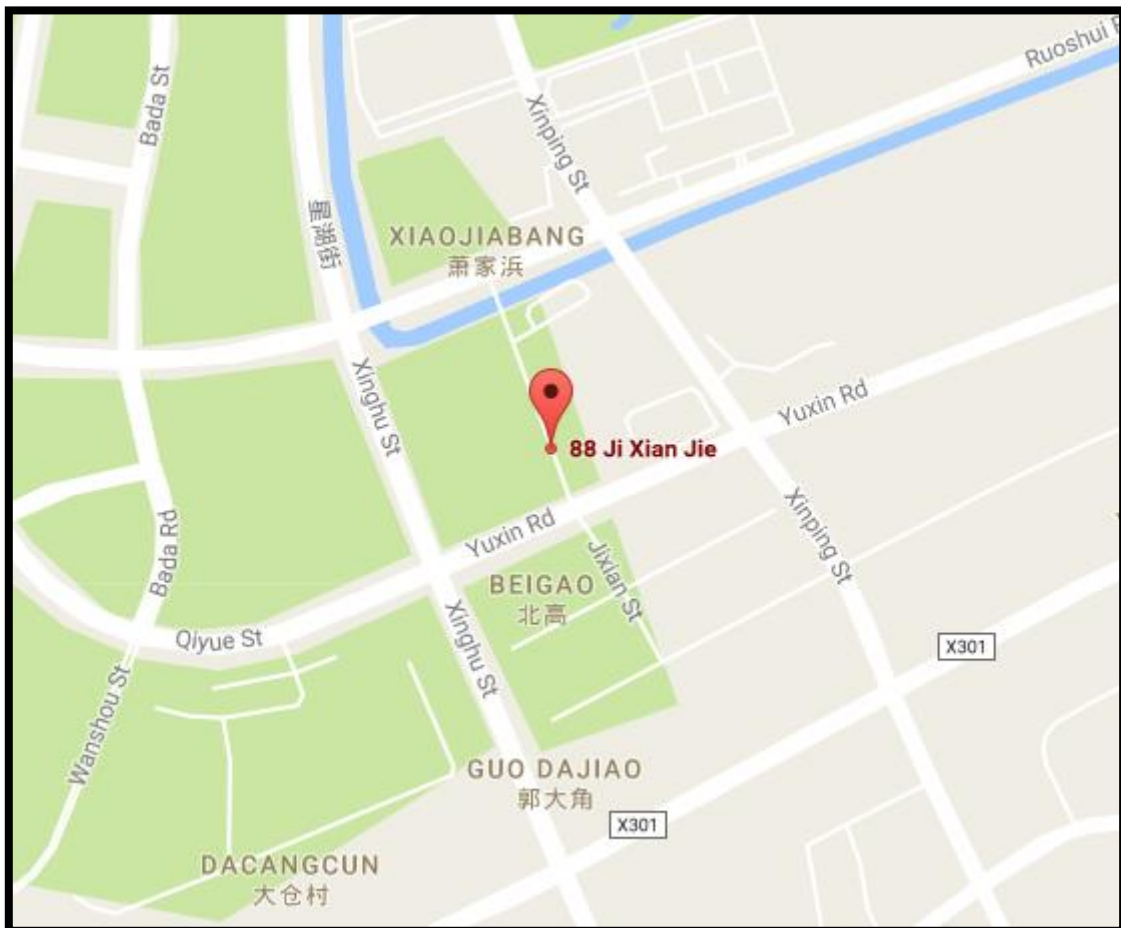 Bada St
星湖街
Xinping St
Ruoshui
XIAOJIABANG
萧家浜
Xinghu St
88 Ji Xian Jie
Yuxin Rd
Yuxin Rd
Xinping St
Bada Rd
Jixian St
BEIGAO
北高
Qiyue St
Xinghu St
X301
Wanshou St
GUO DAJIAO
郭大角
X301
DACANGCUN
大仓村